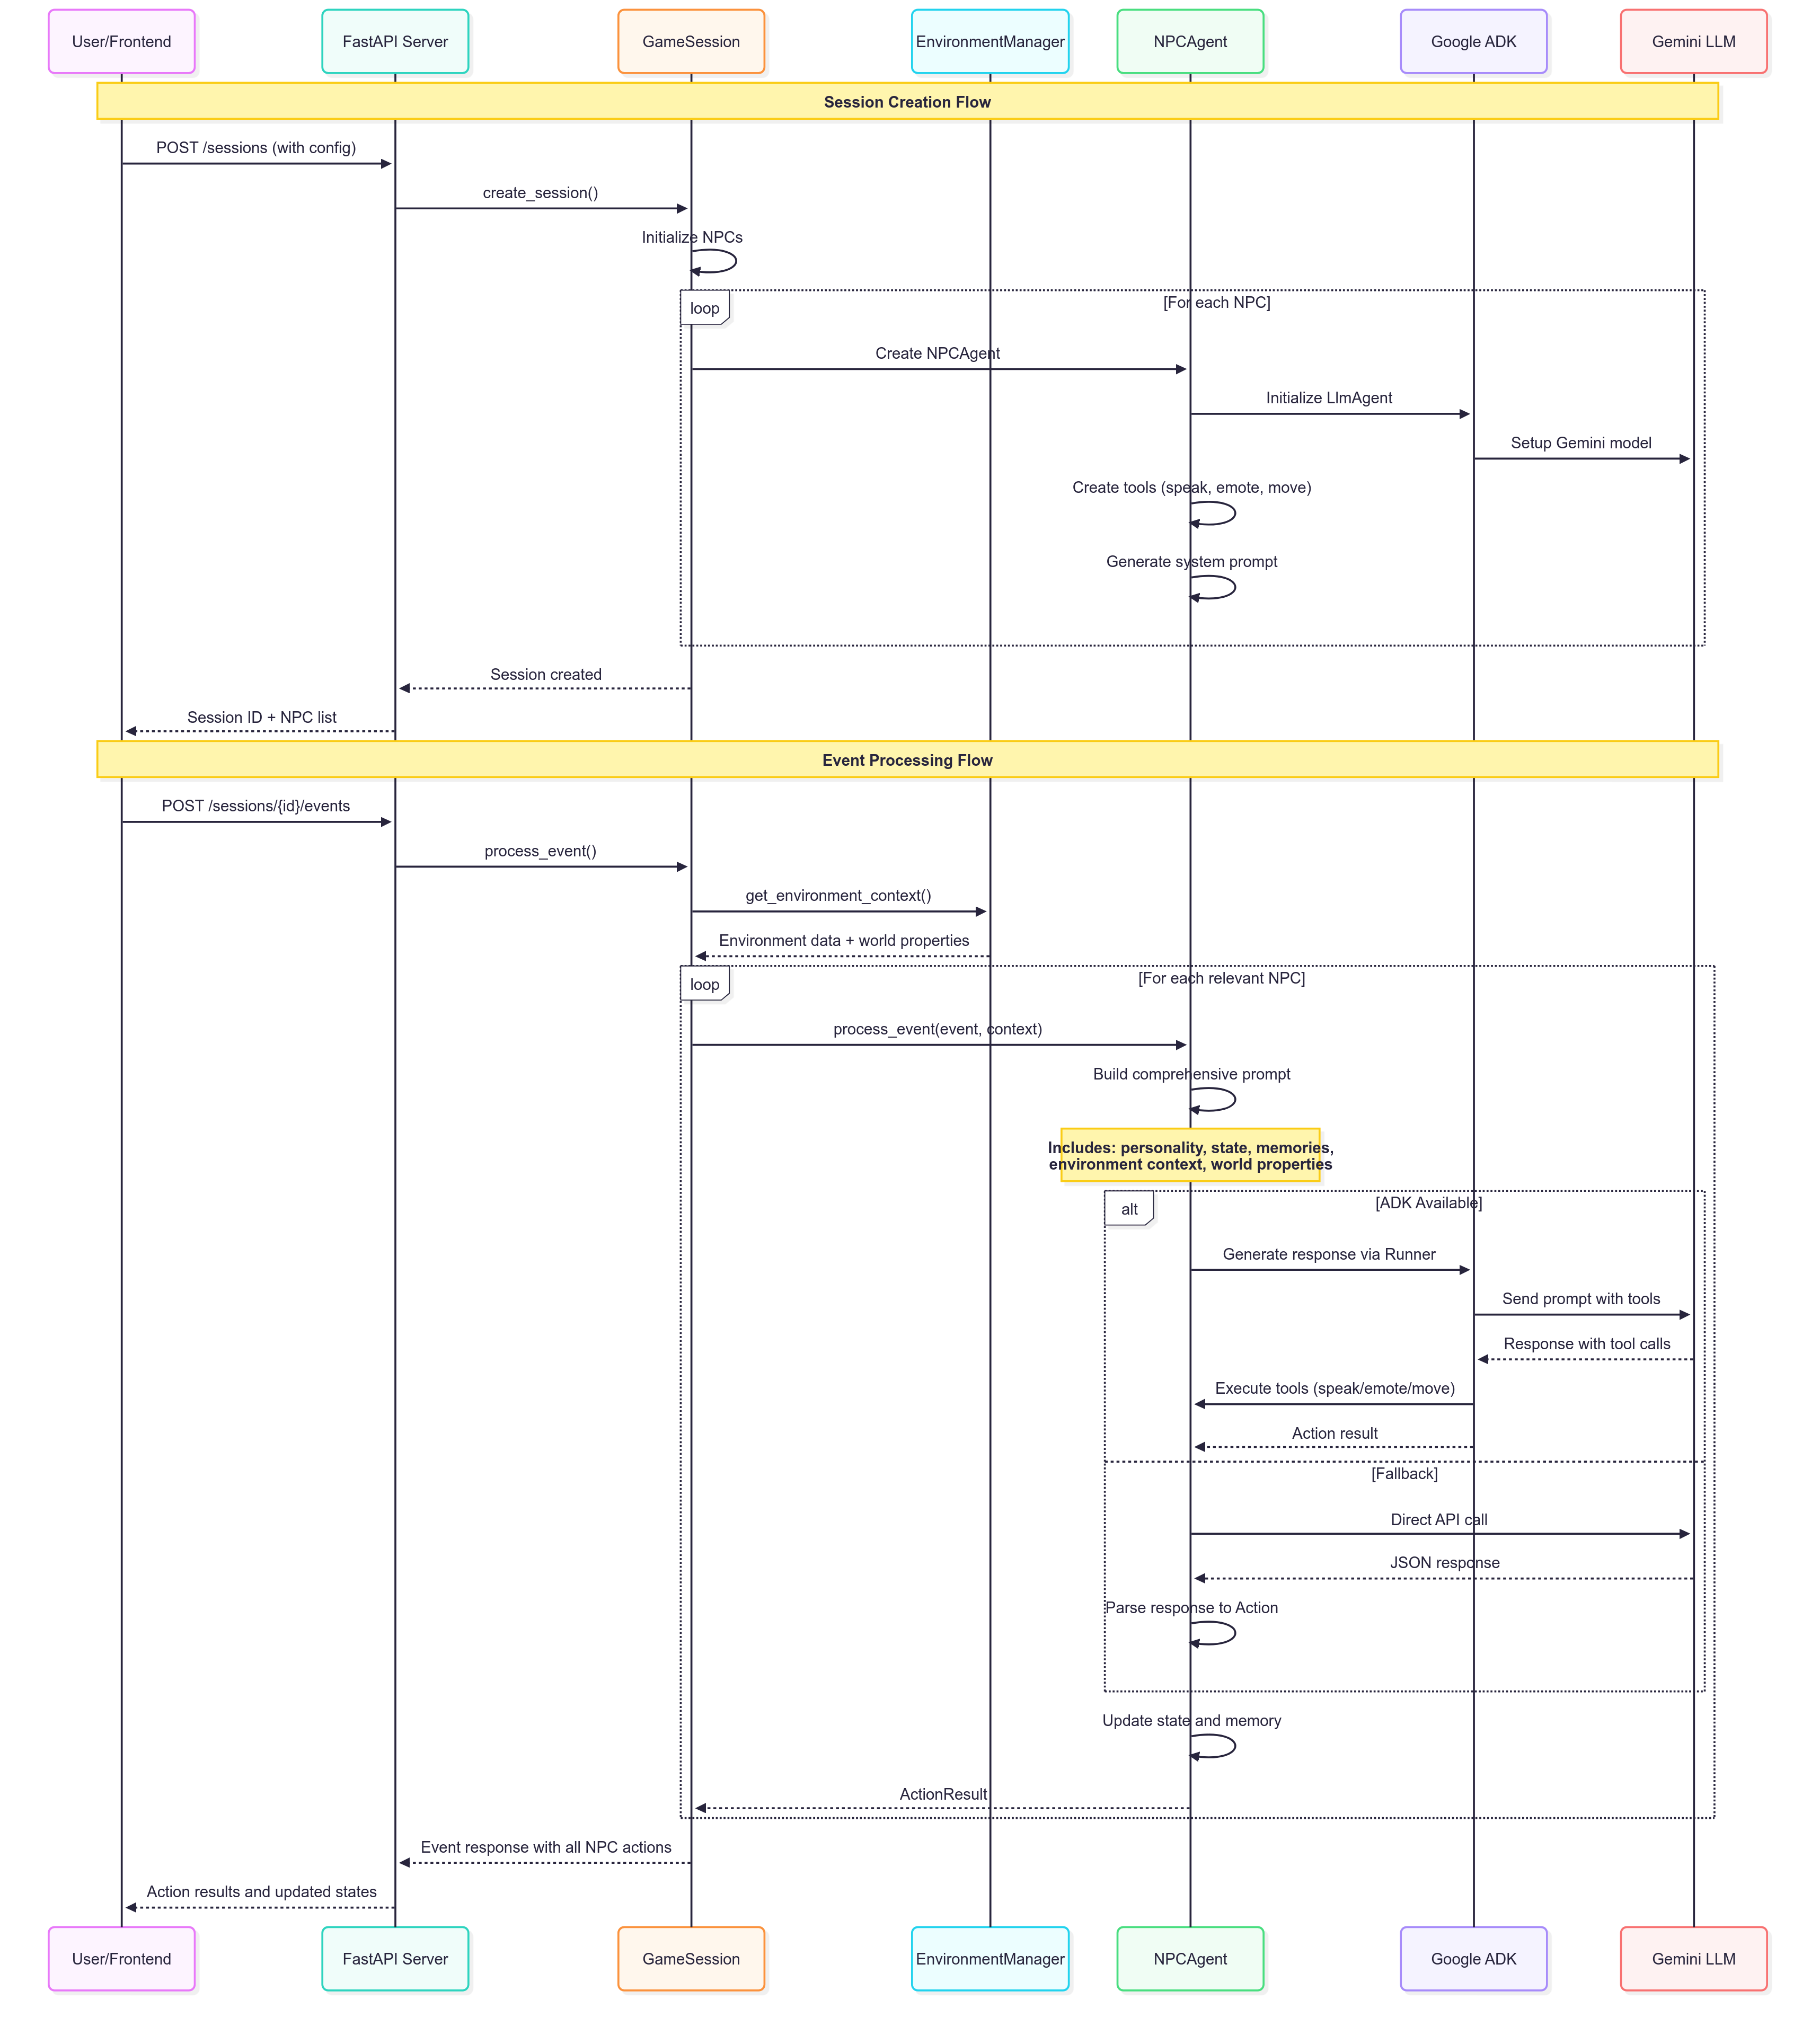 User/Frontend
FastAPI Server
GameSession
EnvironmentManager
NPCAgent
Google ADK
Gemini LLM
Session Creation Flow
POST /sessions (with config)
create_session()
Initialize NPCs
loop
[For each NPC]
Create NPCAgent
Initialize LlmAgent
Setup Gemini model
Create tools (speak, emote, move)
Generate system prompt
Session created
Session ID + NPC list
Event Processing Flow
POST /sessions/{id}/events
process_event()
get_environment_context()
Environment data + world properties
loop
[For each relevant NPC]
process_event(event, context)
Build comprehensive prompt
Includes: personality, state, memories,
environment context, world properties
alt
[ADK Available]
Generate response via Runner
Send prompt with tools
Response with tool calls
Execute tools (speak/emote/move)
Action result
[Fallback]
Direct API call
JSON response
Parse response to Action
Update state and memory
ActionResult
Event response with all NPC actions
Action results and updated states
User/Frontend
FastAPI Server
GameSession
EnvironmentManager
NPCAgent
Google ADK
Gemini LLM